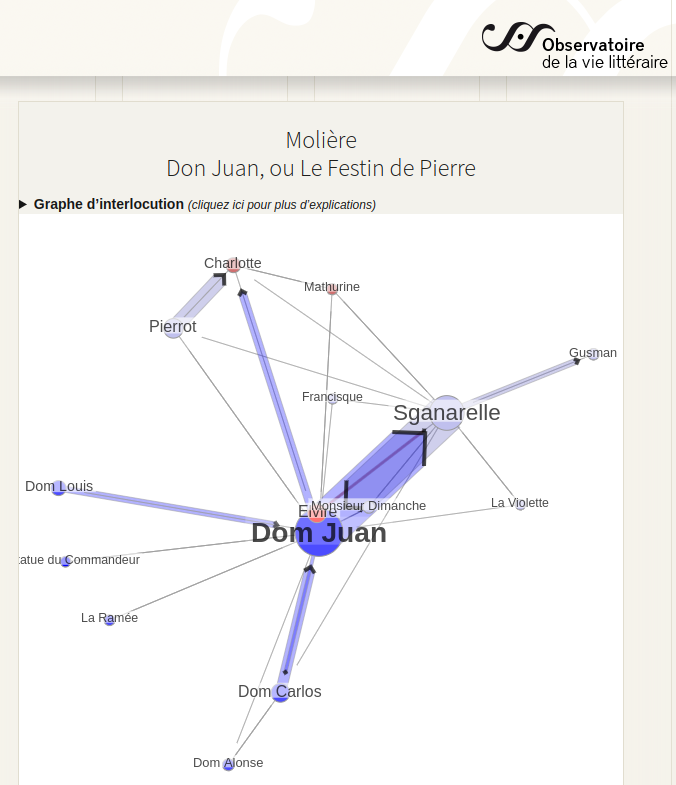 Observatoire
de la vie littéraire
Molière
Don Juan, ou Le Festin de Pierre
Graphe d'interlocution (cliquez ici pour plus d'explications)
Charlotte
Mathurine
Pierrot
Gusman
Francisque
Sganarelle
Dom Louis
Monsieur Dimanche
La Violette
Elvire
Dom Juan
tatue du Commandeur
La Ramée
Dom Carlos
Dom Alonse